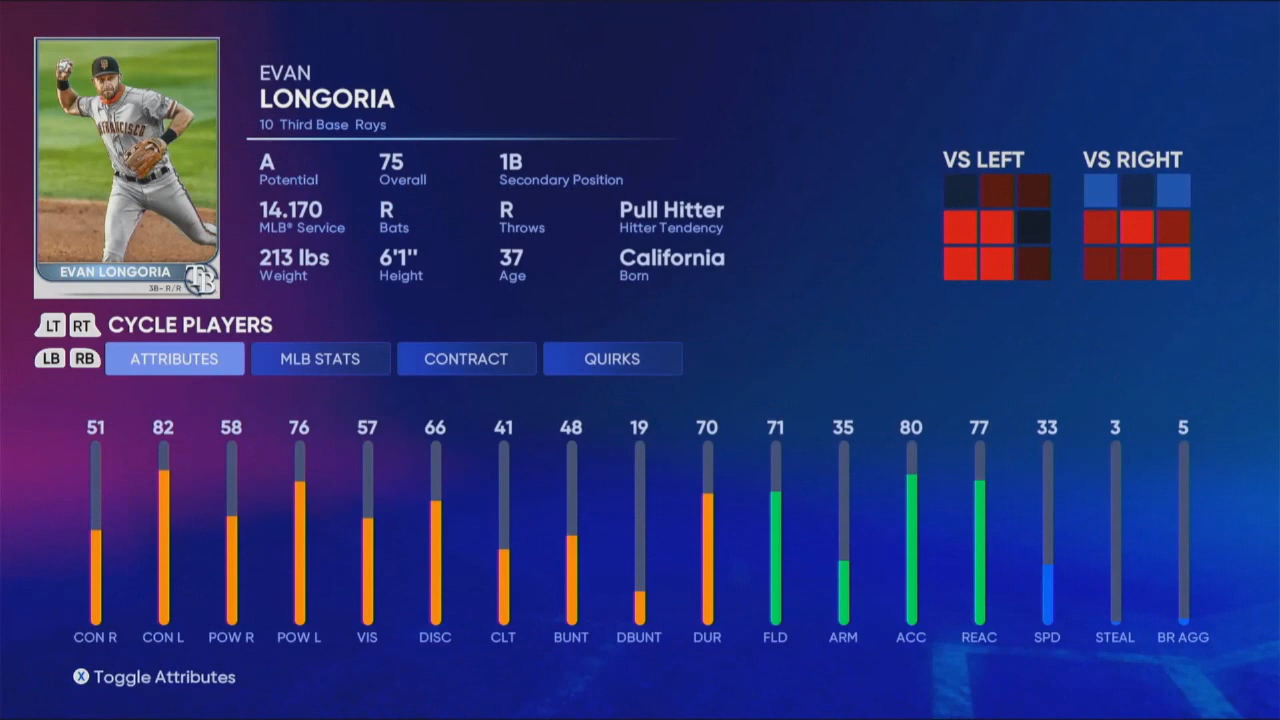 EVAN
LONGORIA
10 Third Base Rays
A 75 1B
Potential Overall Secondary Position
14.170 R R Pull Hitter
MLB® Service Bats Throws Hitter Tendency
213 lbs 6'1" 37 California
Weight Height Age Born
VS LEFT VS RIGHT
FRANCISCO
EVAN LONGORIA
3B- R/R
TB
LT RT CYCLE PLAYERS
LB RB ATTRIBUTES MLB STATS CONTRACT QUIRKS
51 82 58 76 57 66 41 48 19 70 71 35 80 77 33 3 5
CON R CON L POW R POW L VIS DISC CLT BUNT DBUNT DUR FLD ARM ACC REAC SPD STEAL BR AGG
X Toggle Attributes